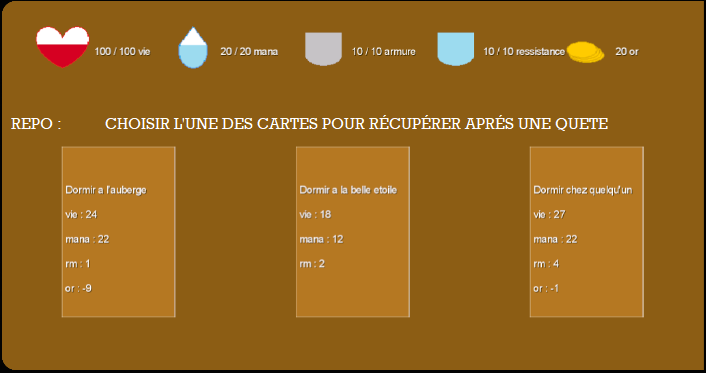 100 / 100 vie 20 / 20 mana 10 / 10 armure 10 / 10 ressistance 20 or
REPO : CHOISIR L'UNE DES CARTES POUR RÉCUPÉRER APRÉS UNE QUETE
Dormir a l'auberge
vie : 24
mana : 22
rm : 1
or : -9
Dormir a la belle etoile
vie : 18
mana : 12
rm : 2
Dormir chez quelqu'un
vie : 27
mana : 22
rm : 4
or : -1